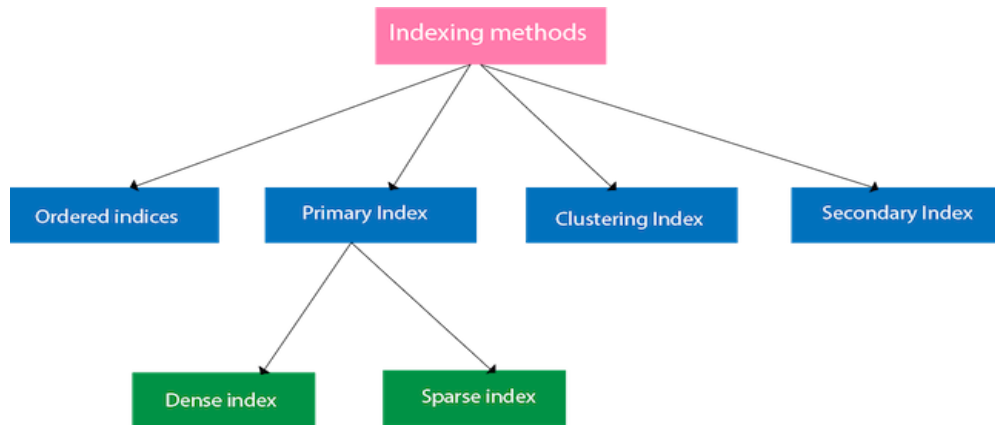 Indexing methods
Ordered indices
Primary Index
Clustering Index
Secondary Index
Dense index
Sparse index